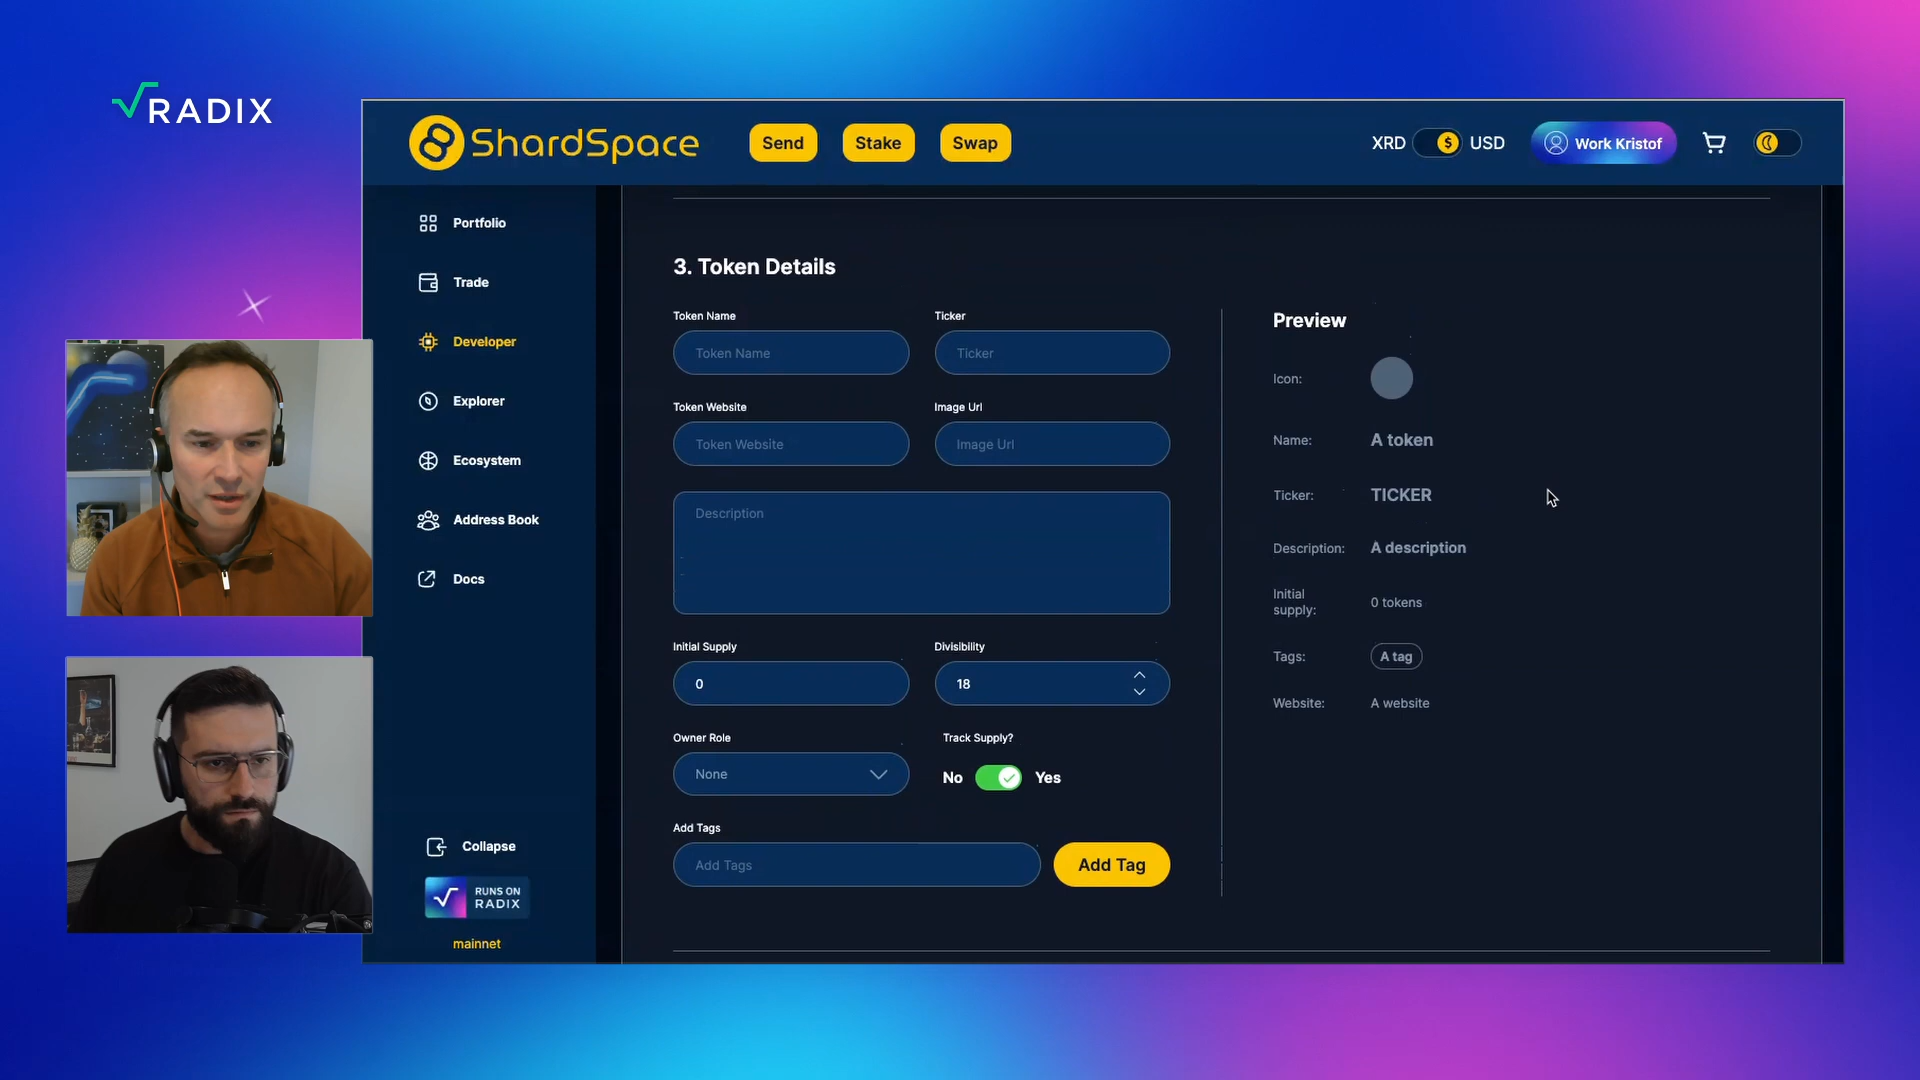 RADIX
ShardSpace
Send
Stake
Swap
XRD
$
USD
Work Kristof
Portfolio
Trade
Developer
Explorer
Ecosystem
Address Book
Docs
Collapse
RUNS ON
RADIX
mainnet
3. Token Details
Token Name
Ticker
Token Name
Ticker
Token Website
Image Url
Token Website
Image Url
Description
Initial Supply
Divisibility
0
18
Owner Role
Track Supply?
None
No
Yes
Add Tags
Add Tags
Add Tag
Preview
Icon:
Name:
A token
Ticker:
TICKER
Description:
A description
Initial
supply:
0 tokens
Tags:
A tag
Website:
A website